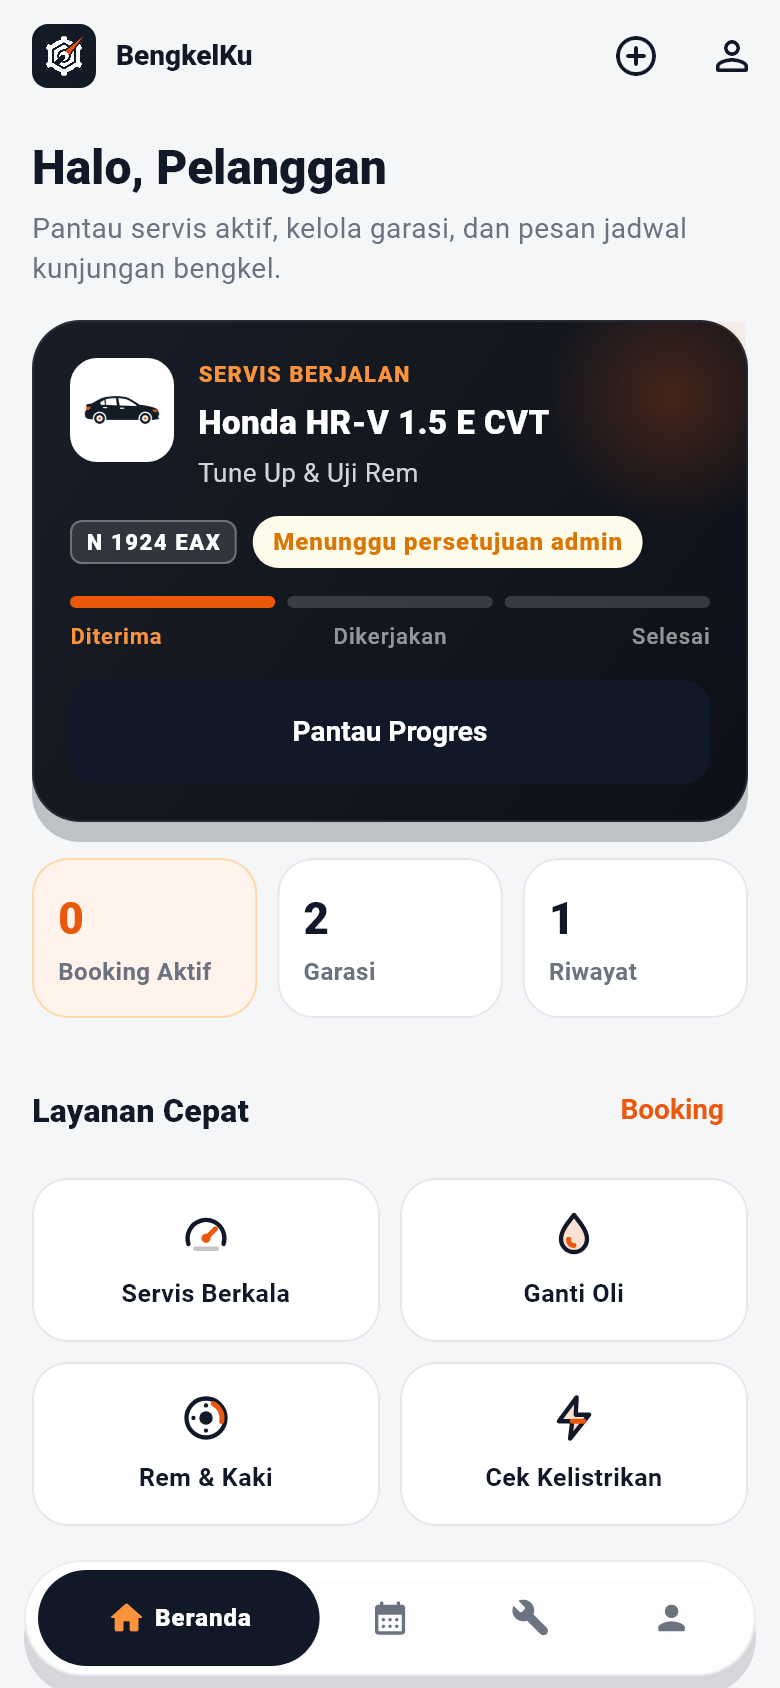 BengkelKu
Halo, Pelanggan
Pantau servis aktif, kelola garasi, dan pesan jadwal
kunjungan bengkel.
SERVIS BERJALAN
Honda HR-V 1.5 E CVT
Tune Up & Uji Rem
N 1924 EAX
Menunggu persetujuan admin
Diterima
Dikerjakan
Selesai
Pantau Progres
0
Booking Aktif
2
Garasi
1
Riwayat
Layanan Cepat
Booking
Servis Berkala
Ganti Oli
Rem & Kaki
Cek Kelistrikan
Beranda